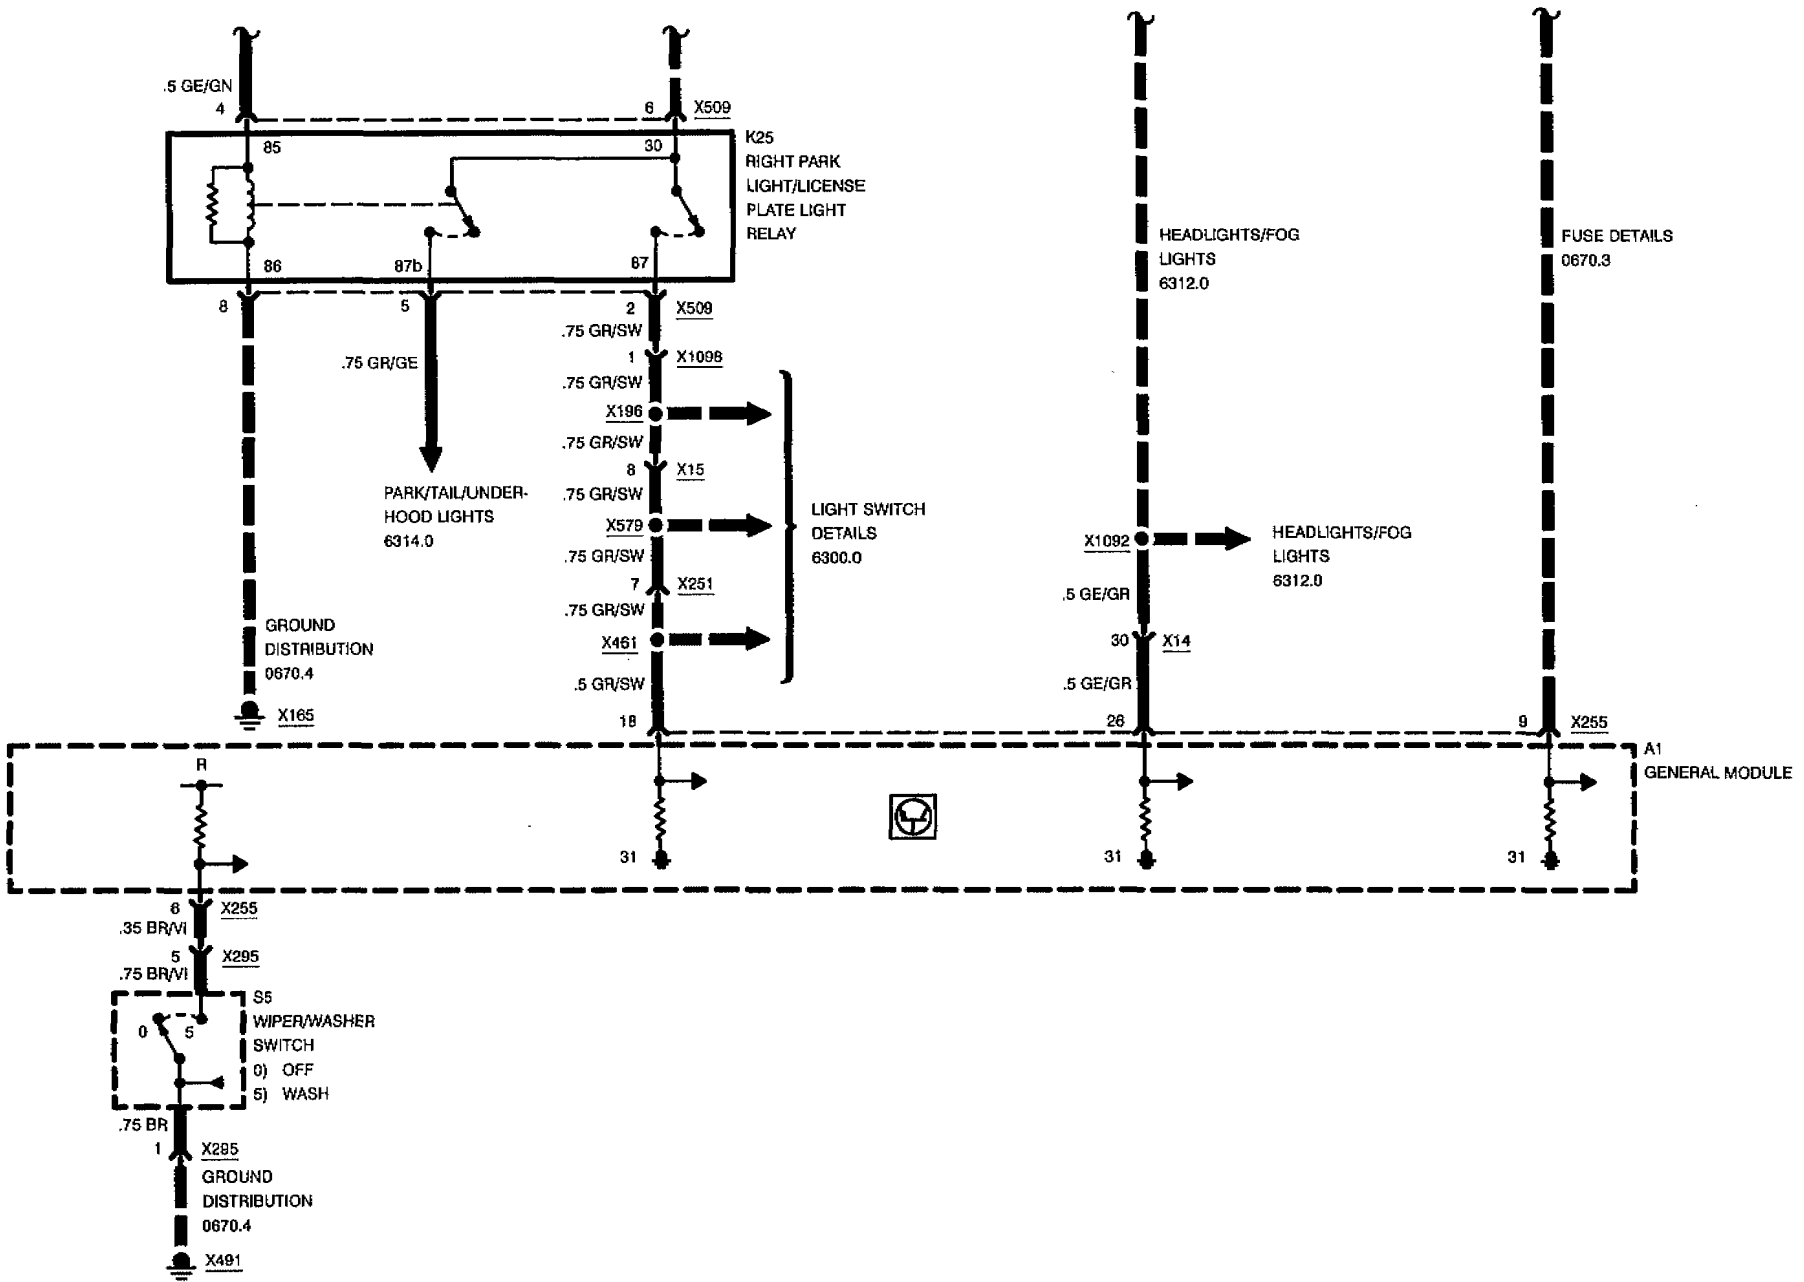 .5 GE/GN
4
6
X509
85
30
K25
RIGHT PARK
LIGHT/LICENSE
PLATE LIGHT
RELAY
86
87b
87
8
5
2
X509
.75 GR/SW
1
X1098
.75 GR/GE
.75 GR/SW
X196
.75 GR/SW
8
X15
.75 GR/SW
X579
.75 GR/SW
7
X251
.75 GR/SW
X461
.5 GR/SW
18
PARK/TAIL/UNDER-
HOOD LIGHTS
6314.0
LIGHT SWITCH
DETAILS
6300.0
GROUND
DISTRIBUTION
0670.4
X165
HEADLIGHTS/FOG
LIGHTS
6312.0
X1092
HEADLIGHTS/FOG
LIGHTS
6312.0
.5 GE/GR
30
X14
.5 GE/GR
26
FUSE DETAILS
0670.3
9
X255
A1
GENERAL MODULE
R
31
31
31
6
X255
.35 BR/VI
5
X295
.75 BR/VI
S5
WIPER/WASHER
SWITCH
0) OFF
5) WASH
0
5
.75 BR
1
X295
GROUND
DISTRIBUTION
0670.4
X491